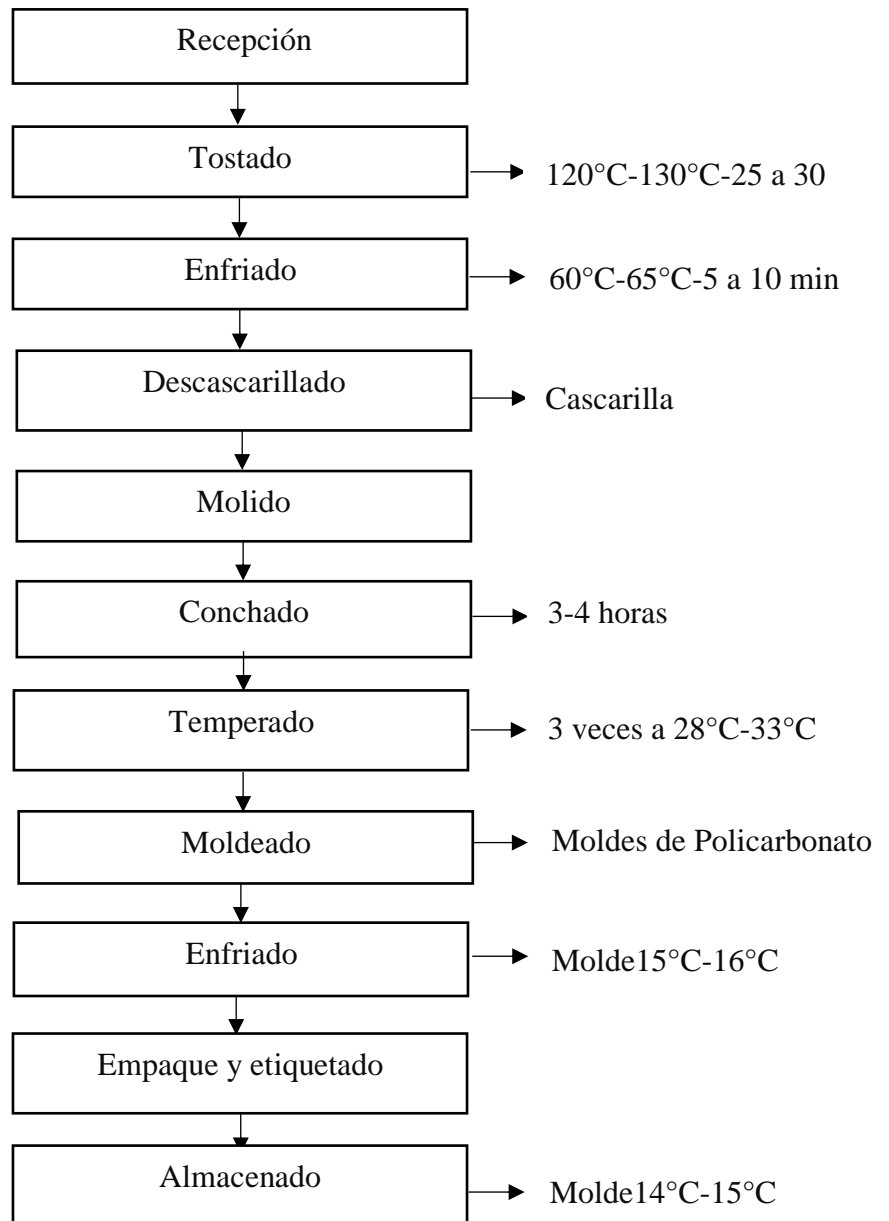 Recepción
Tostado
120°C-130°C-25 a 30
Enfriado
60°C-65°C-5 a 10 min
Descascarillado
Cascarilla
Molido
Conchado
3-4 horas
Temperado
3 veces a 28°C-33°C
Moldeado
Moldes de Policarbonato
Enfriado
Molde15°C-16°C
Empaque y etiquetado
Almacenado
Molde14°C-15°C